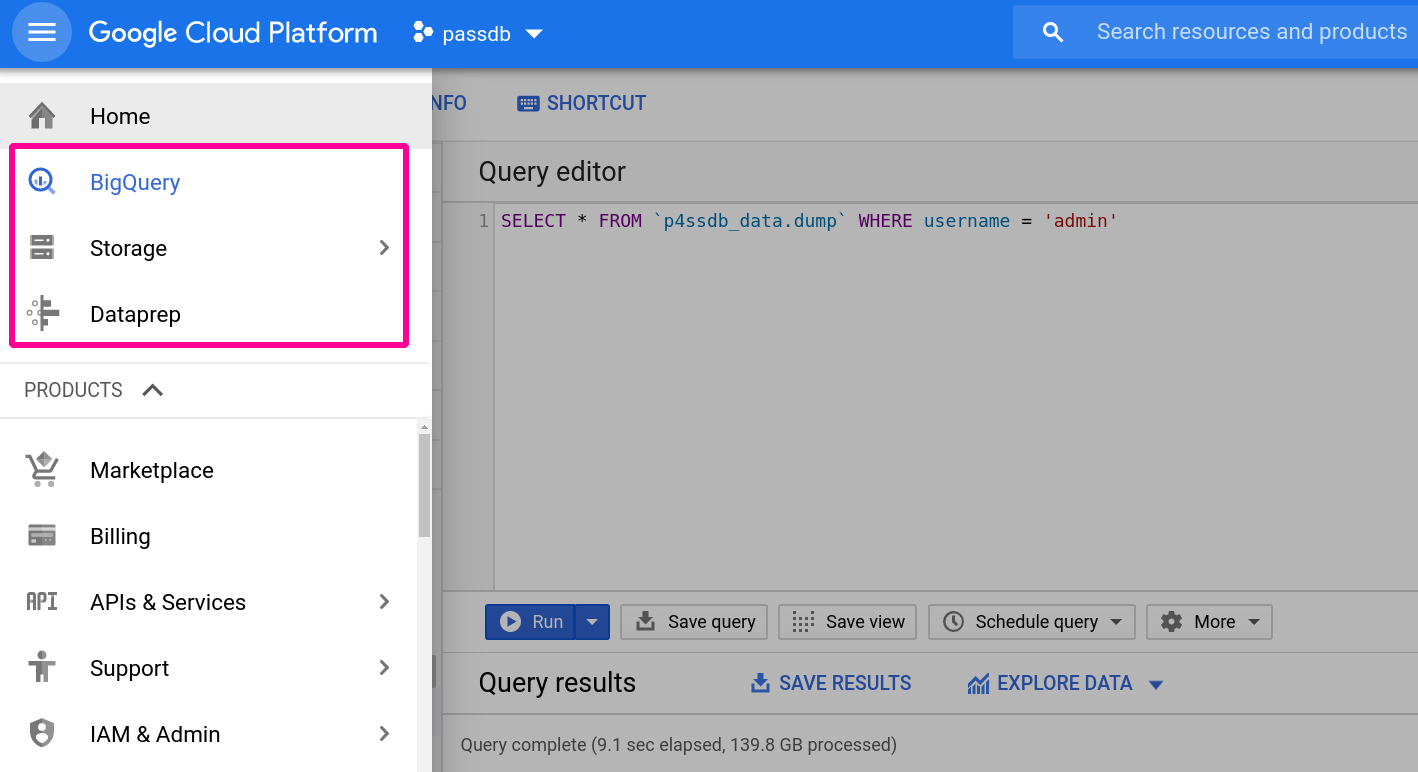 Google Cloud Platform
passdb
Search resources and products
Home
BigQuery
Storage
Dataprep
PRODUCTS
Marketplace
Billing
API
APIs & Services
Support
IAM & Admin
NFO
SHORTCUT
Query editor
1 SELECT * FROM `p4ssdb_data.dump` WHERE username = 'admin'
Run
Save query
Save view
Schedule query
More
Query results
SAVE RESULTS
EXPLORE DATA
Query complete (9.1 sec elapsed, 139.8 GB processed)